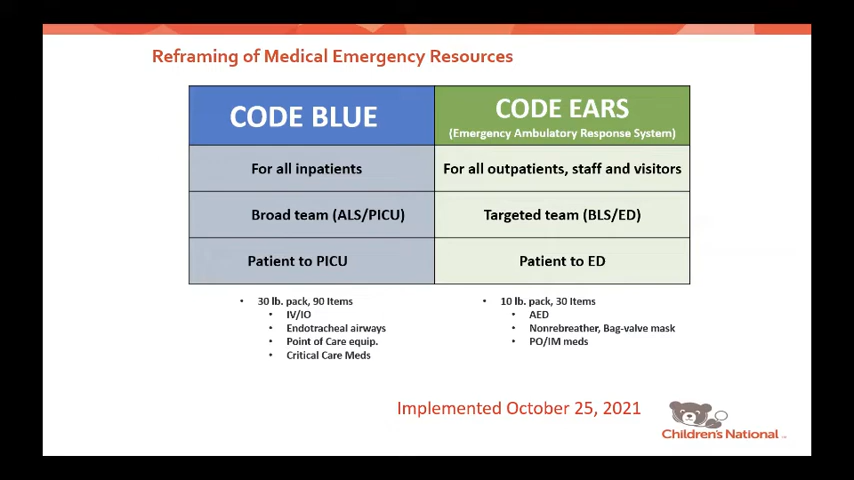 Reframing of Medical Emergency Resources
CODE BLUE
CODE EARS
(Emergency Ambulatory Response System)
For all inpatients
For all outpatients, staff and visitors
Broad team (ALS/PICU)
Targeted team (BLS/ED)
Patient to PICU
Patient to ED
• 30 lb. pack, 90 Items
• IV/IO
• Endotracheal airways
• Point of Care equip.
• Critical Care Meds
• 10 lb. pack, 30 Items
• AED
• Nonrebreather, Bag-valve mask
• PO/IM meds
Implemented October 25, 2021
Children's National